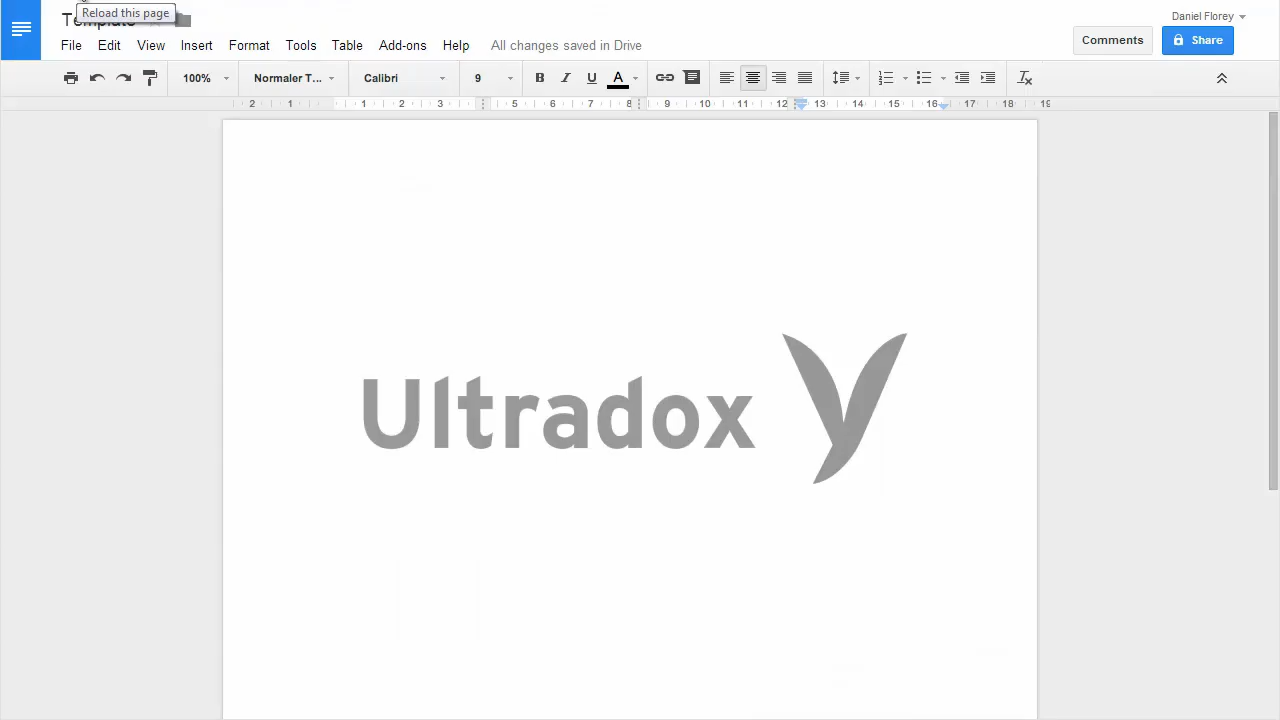 Template
Reload this page
Daniel Florey
File Edit View Insert Format Tools Table Add-ons Help All changes saved in Drive
Comments Share
100% Normaler T... Calibri 9 B I U A
2 1 1 2 3 5 6 7 8 9 10 11 12 13 14 15 16 17 18 19
Ultradox